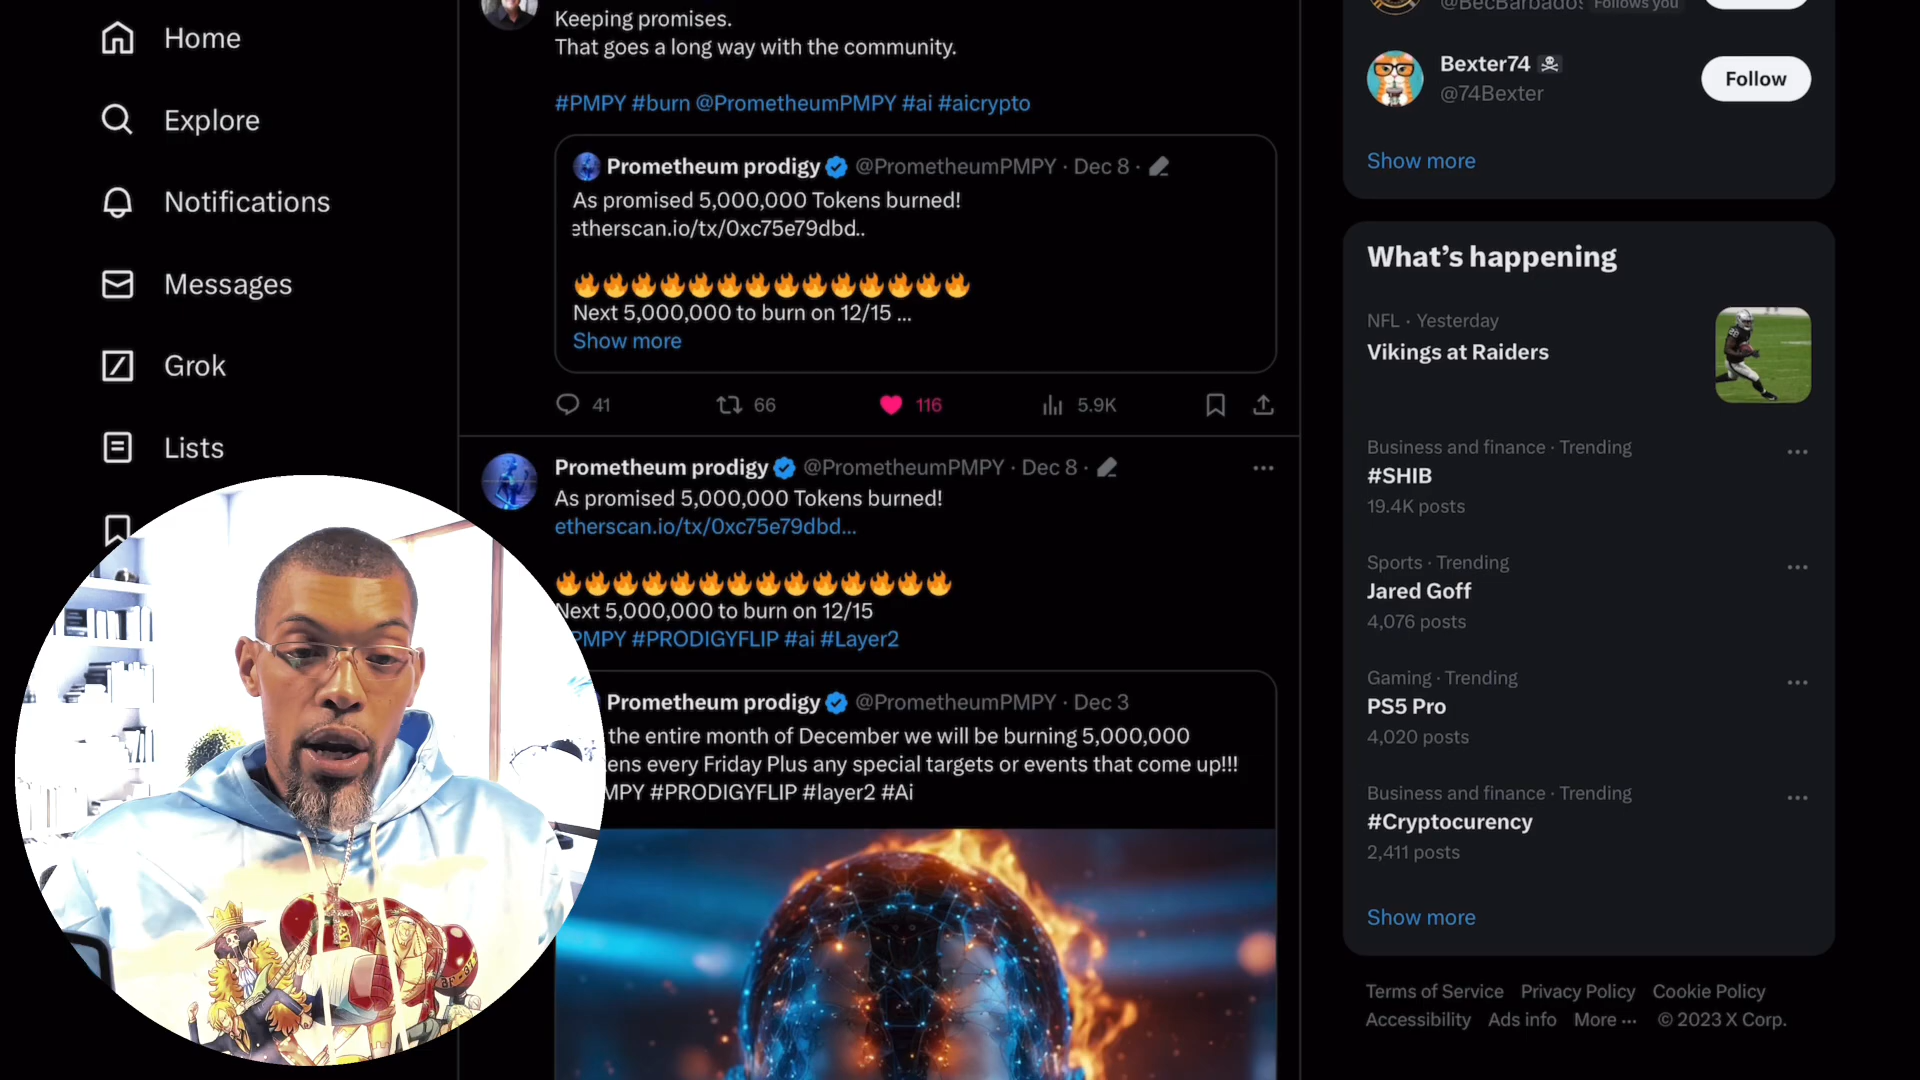 Home
Explore
Notifications
Messages
Grok
Lists
Keeping promises.
That goes a long way with the community.
#PMPY #burn @PrometheumPMPY #ai #aicrypto
Prometheum prodigy @PrometheumPMPY · Dec 8 ·
As promised 5,000,000 Tokens burned!
etherscan.io/tx/0xc75e79dbd..
🔥🔥🔥🔥🔥🔥🔥🔥🔥🔥🔥🔥🔥🔥
Next 5,000,000 to burn on 12/15 ...
Show more
41 66 116 5.9K
Prometheum prodigy @PrometheumPMPY · Dec 8 ·
As promised 5,000,000 Tokens burned!
etherscan.io/tx/0xc75e79dbd...
🔥🔥🔥🔥🔥🔥🔥🔥🔥🔥🔥🔥🔥🔥
Next 5,000,000 to burn on 12/15
PMPY #PRODIGYFLIP #ai #Layer2
Prometheum prodigy @PrometheumPMPY · Dec 3
the entire month of December we will be burning 5,000,000
ens every Friday Plus any special targets or events that come up!!!
MPY #PRODIGYFLIP #layer2 #Ai
@BecBarbados Follows you
Bexter74
@74Bexter
Follow
Show more
What's happening
NFL · Yesterday
Vikings at Raiders
Business and finance · Trending
#SHIB
19.4K posts
Sports · Trending
Jared Goff
4,076 posts
Gaming · Trending
PS5 Pro
4,020 posts
Business and finance · Trending
#Cryptocurency
2,411 posts
Show more
Terms of Service Privacy Policy Cookie Policy
Accessibility Ads info More ··· © 2023 X Corp.